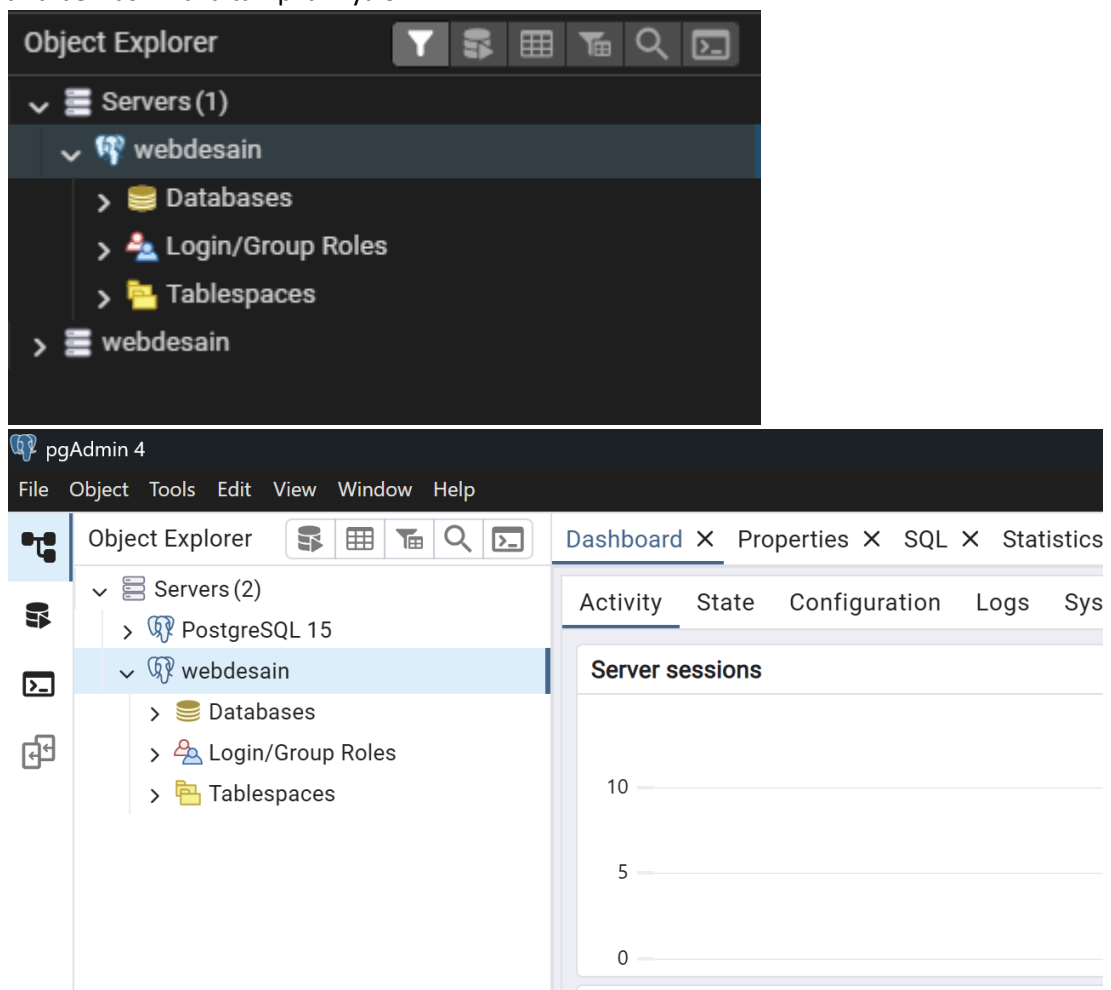 Object Explorer
Servers (1)
webdesain
Databases
Login/Group Roles
Tablespaces
webdesain
pgAdmin 4
File Object Tools Edit View Window Help
Object Explorer
Servers (2)
PostgreSQL 15
webdesain
Databases
Login/Group Roles
Tablespaces
Dashboard Properties SQL Statistics
Activity State Configuration Logs Sys
Server sessions
10
5
0